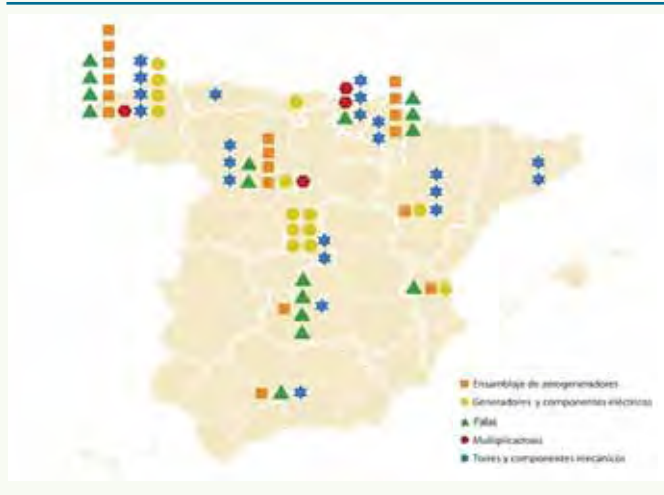 Ensamblaje de aerogeneradores
Generadores y componentes eléctricos
Palas
Multiplicadoras
Torres y componentes mecánicos